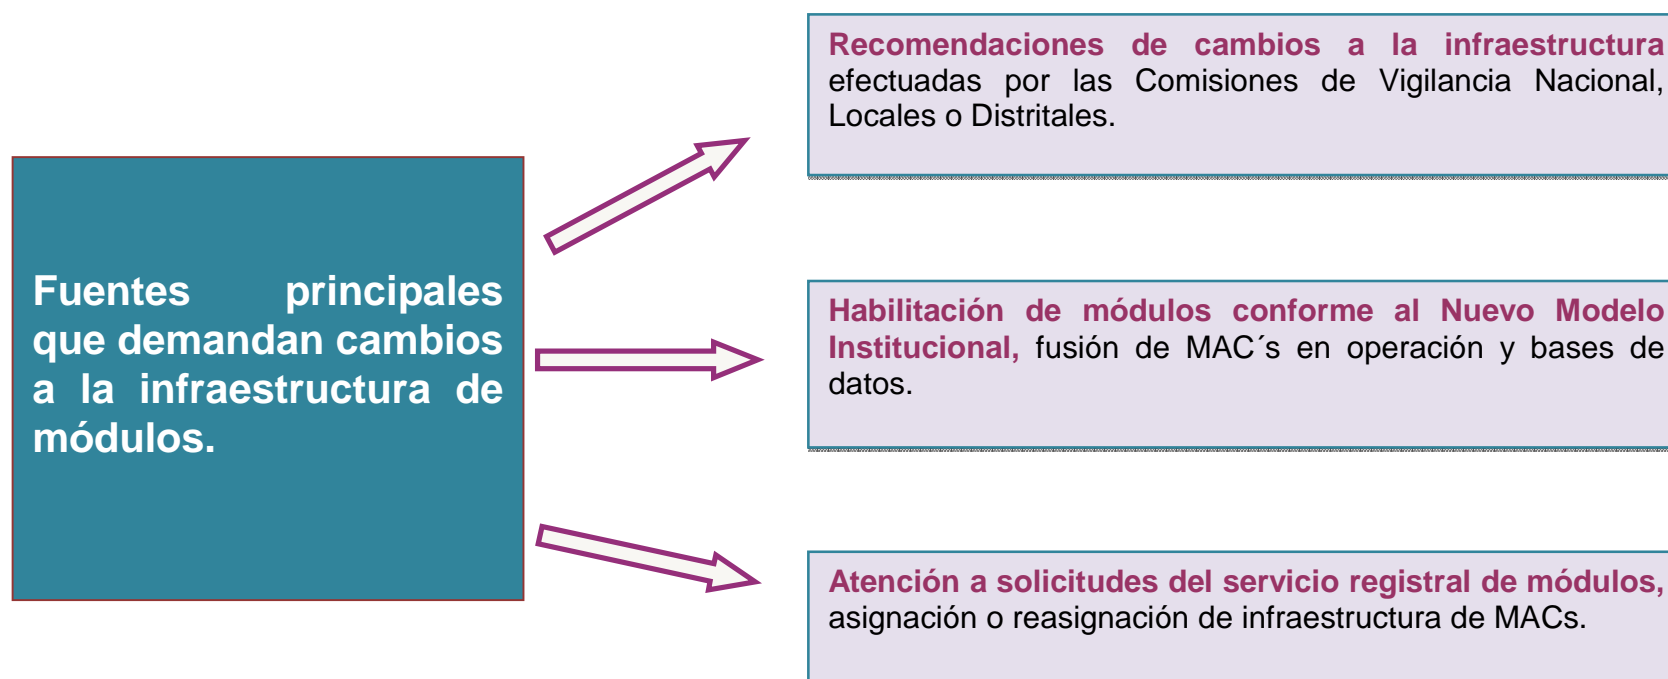 Fuentes principales
que demandan cambios
a la infraestructura de
módulos.
Recomendaciones de cambios a la infraestructura
efectuadas por las Comisiones de Vigilancia Nacional,
Locales o Distritales.
Habilitación de módulos conforme al Nuevo Modelo
Institucional, fusión de MAC´s en operación y bases de
datos.
Atención a solicitudes del servicio registral de módulos,
asignación o reasignación de infraestructura de MACs.